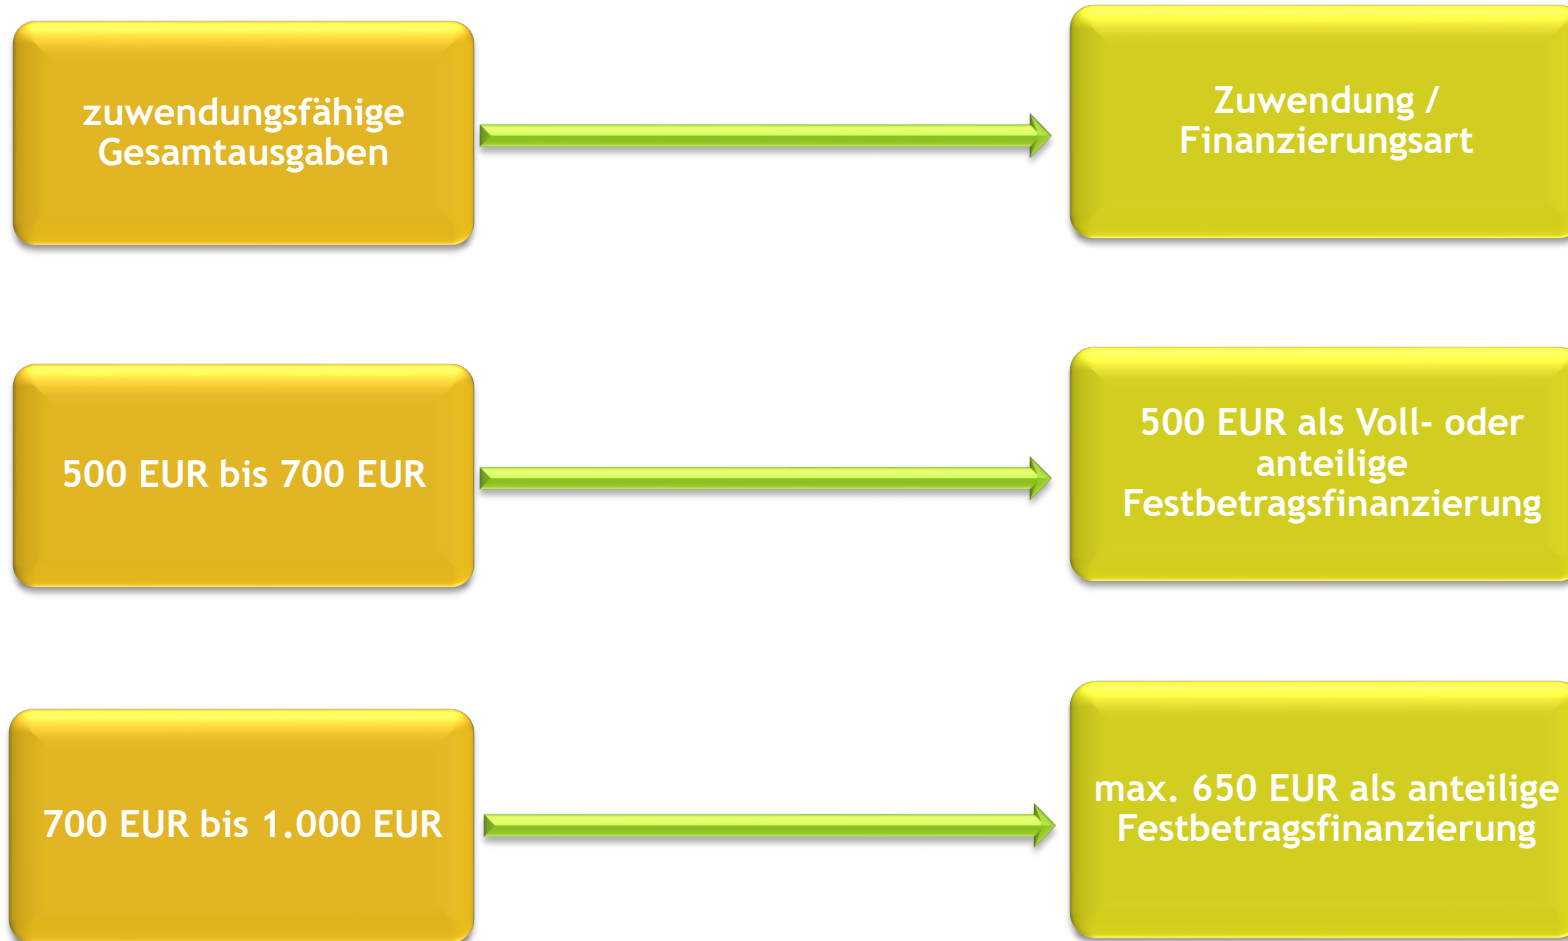 zuwendungsfähige
Gesamtausgaben
Zuwendung /
Finanzierungsart
500 EUR bis 700 EUR
500 EUR als Voll- oder
anteilige
Festbetragsfinanzierung
700 EUR bis 1.000 EUR
max. 650 EUR als anteilige
Festbetragsfinanzierung